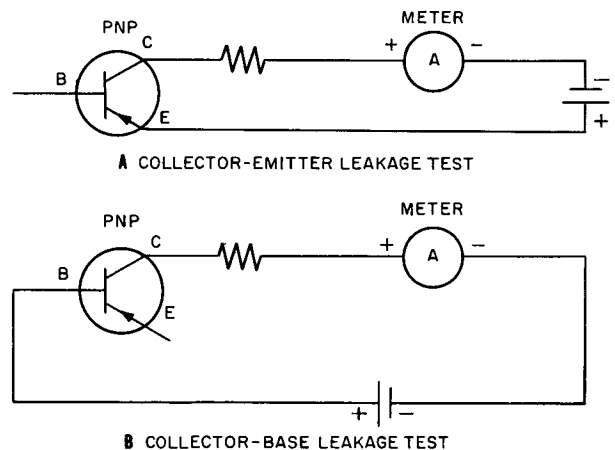 PNP
METER
C
+ A −
B
−
E
+
A COLLECTOR-EMITTER LEAKAGE TEST
PNP
METER
C
+ A −
B
E
+ −
B COLLECTOR-BASE LEAKAGE TEST